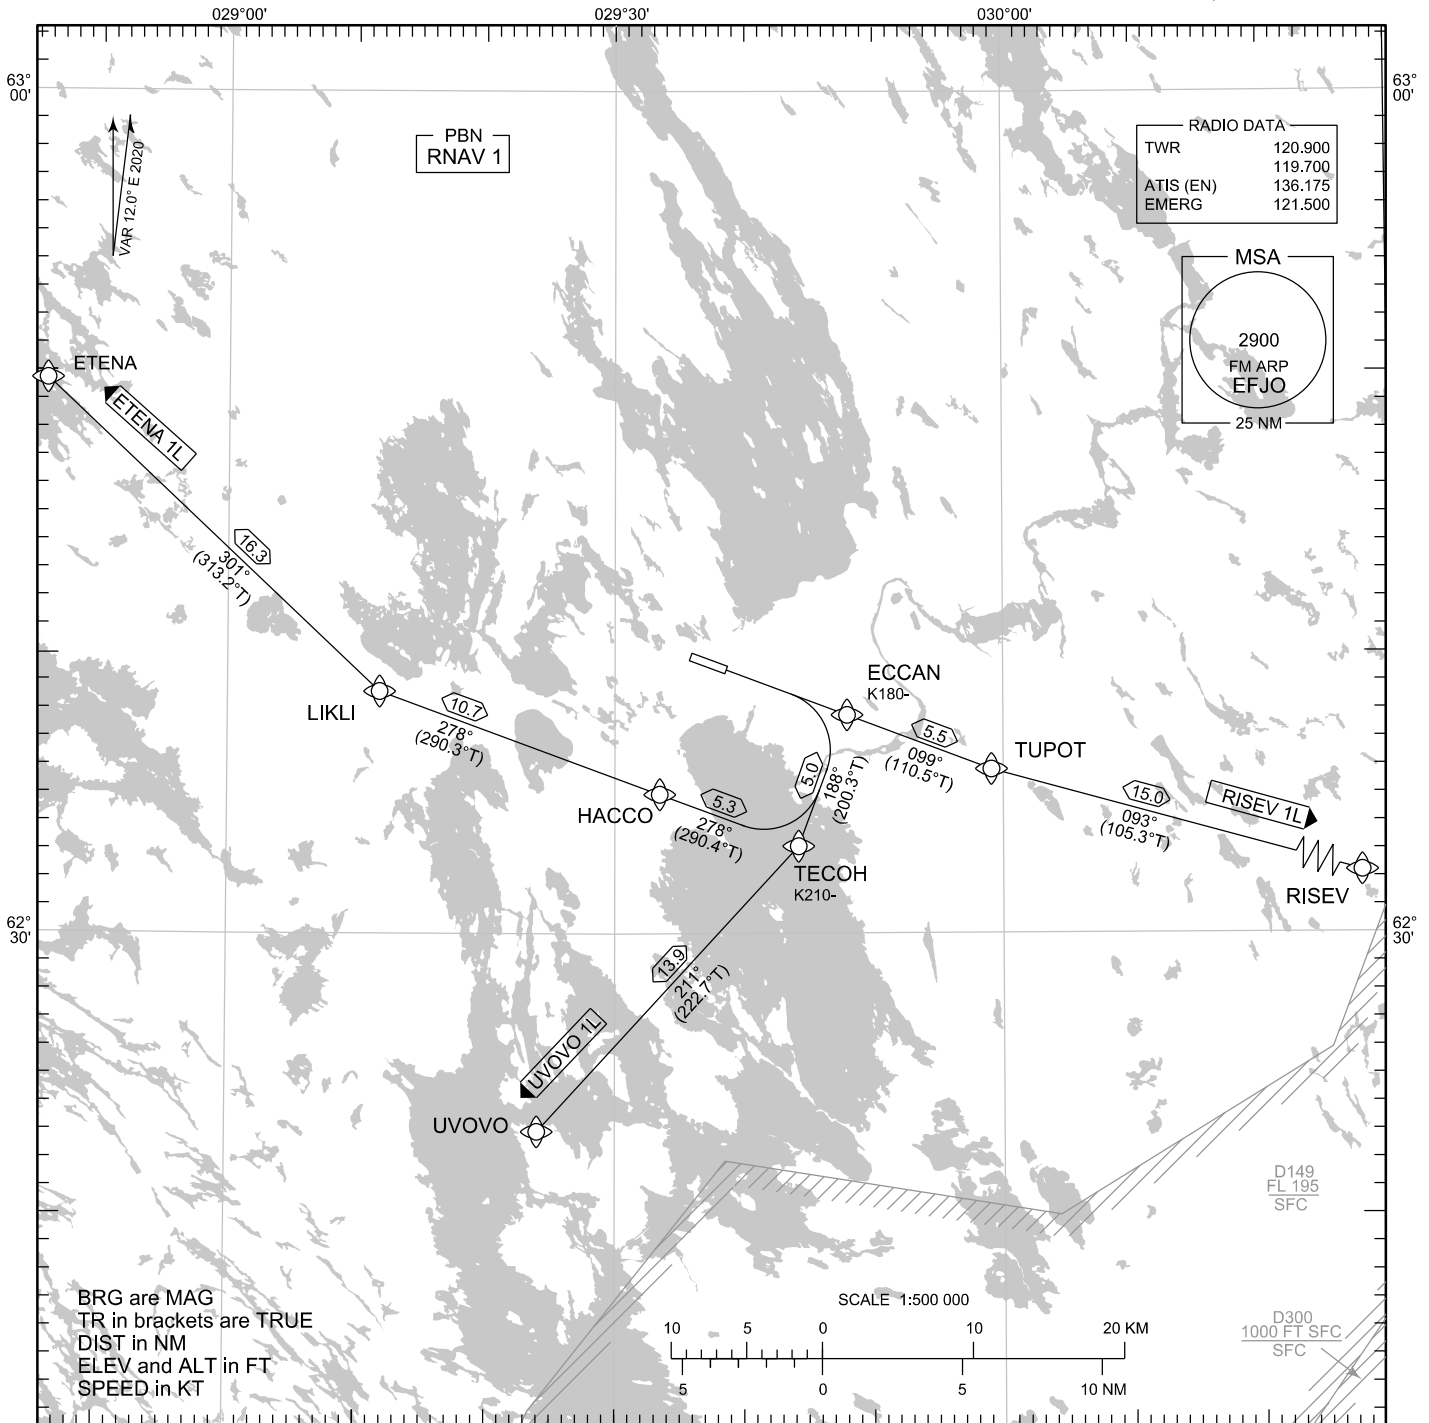 029°00'
029°30'
030°00'
63°
00'
63°
00'
VAR 12.0° E 2020
PBN
RNAV 1
RADIO DATA
TWR 120.900
119.700
ATIS (EN) 136.175
EMERG 121.500
MSA
2900
FM ARP
EFJO
25 NM
ETENA
ETENA 1L
16.3
301°
(313.2°T)
LIKLI
10.7
278°
(290.3°T)
HACCO
5.3
278°
(290.4°T)
ECCAN
K180-
5.5
099°
(110.5°T)
TUPOT
15.0
093°
(105.3°T)
RISEV 1L
RISEV
5.0
188°
(200.3°T)
TECOH
K210-
62°
30'
62°
30'
13.9
211°
(222.7°T)
UVOVO 1L
UVOVO
D149
FL 195
SFC
D300
1000 FT SFC
SFC
BRG are MAG
TR in brackets are TRUE
DIST in NM
ELEV and ALT in FT
SPEED in KT
SCALE 1:500 000
10 5 0 10 20 KM
5 0 5 10 NM